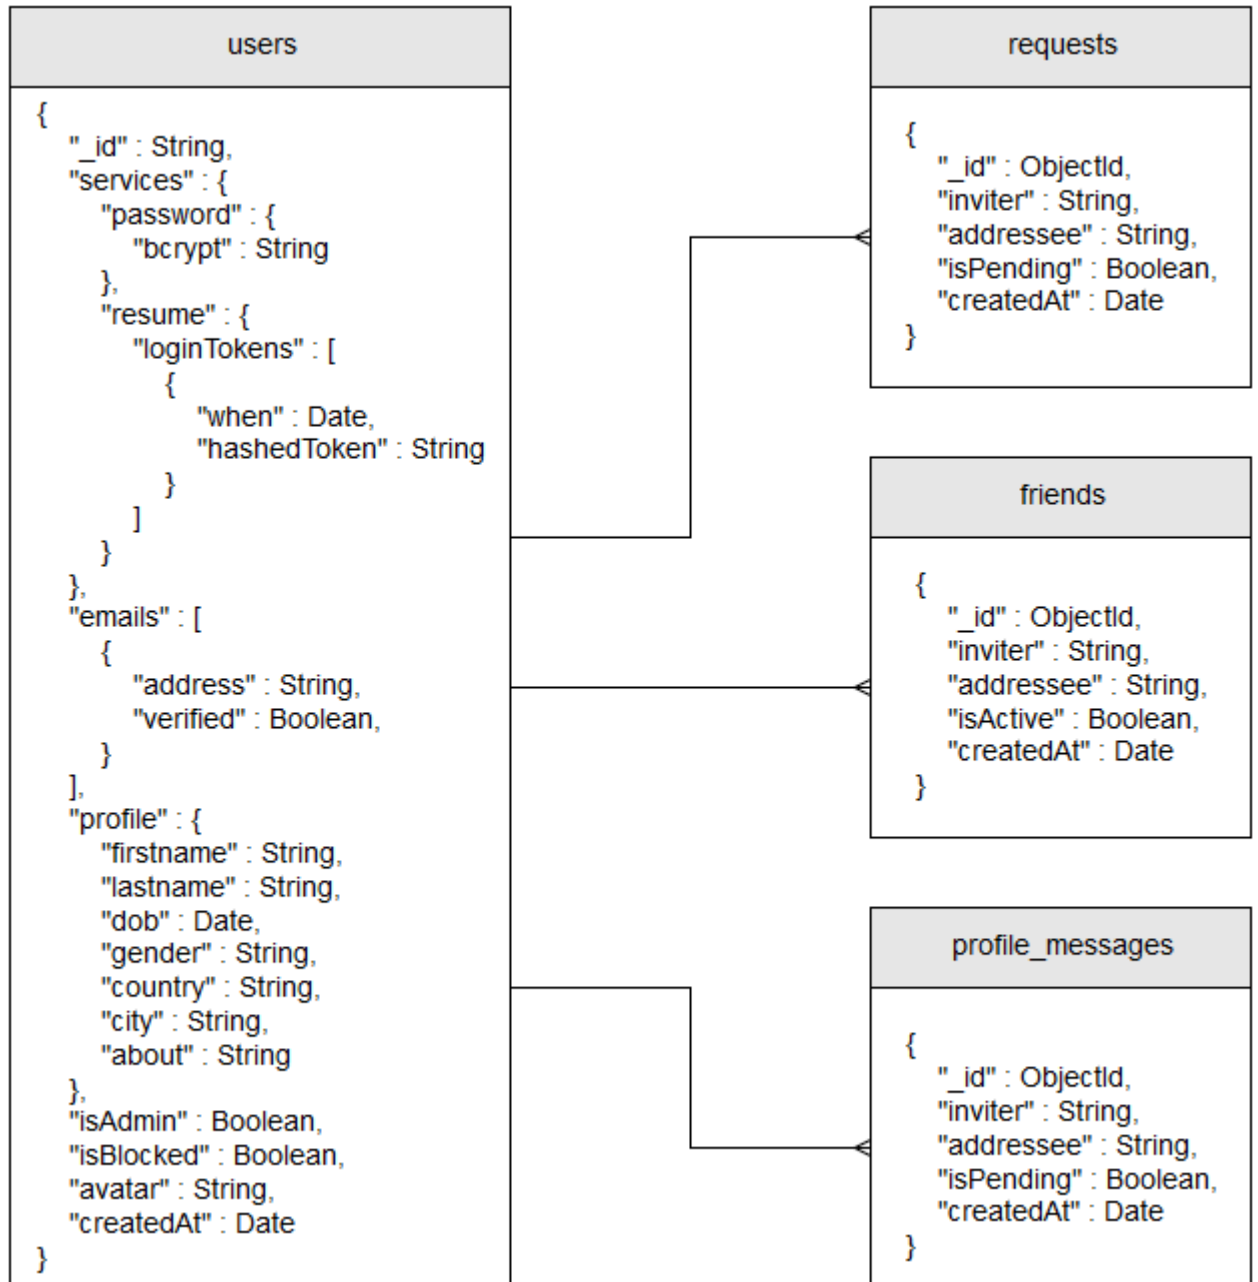 users
{
"_id" : String,
"services" : {
"password" : {
"bcrypt" : String
},
"resume" : {
"loginTokens" : [
{
"when" : Date,
"hashedToken" : String
}
]
}
},
"emails" : [
{
"address" : String,
"verified" : Boolean,
}
],
"profile" : {
"firstname" : String,
"lastname" : String,
"dob" : Date,
"gender" : String,
"country" : String,
"city" : String,
"about" : String
},
"isAdmin" : Boolean,
"isBlocked" : Boolean,
"avatar" : String,
"createdAt" : Date
}
requests
{
"_id" : ObjectId,
"inviter" : String,
"addressee" : String,
"isPending" : Boolean,
"createdAt" : Date
}
friends
{
"_id" : ObjectId,
"inviter" : String,
"addressee" : String,
"isActive" : Boolean,
"createdAt" : Date
}
profile_messages
{
"_id" : ObjectId,
"inviter" : String,
"addressee" : String,
"isPending" : Boolean,
"createdAt" : Date
}